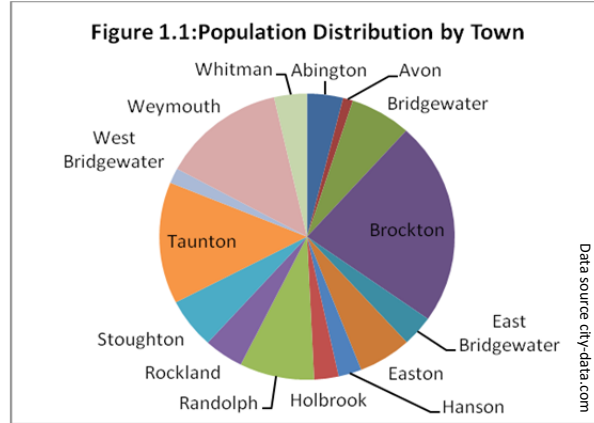 Figure 1.1:Population Distribution by Town
Whitman
Abington
Avon
Bridgewater
Brockton
East
Bridgewater
Easton
Hanson
Holbrook
Randolph
Rockland
Stoughton
Taunton
West
Bridgewater
Weymouth
Data source city-data.com